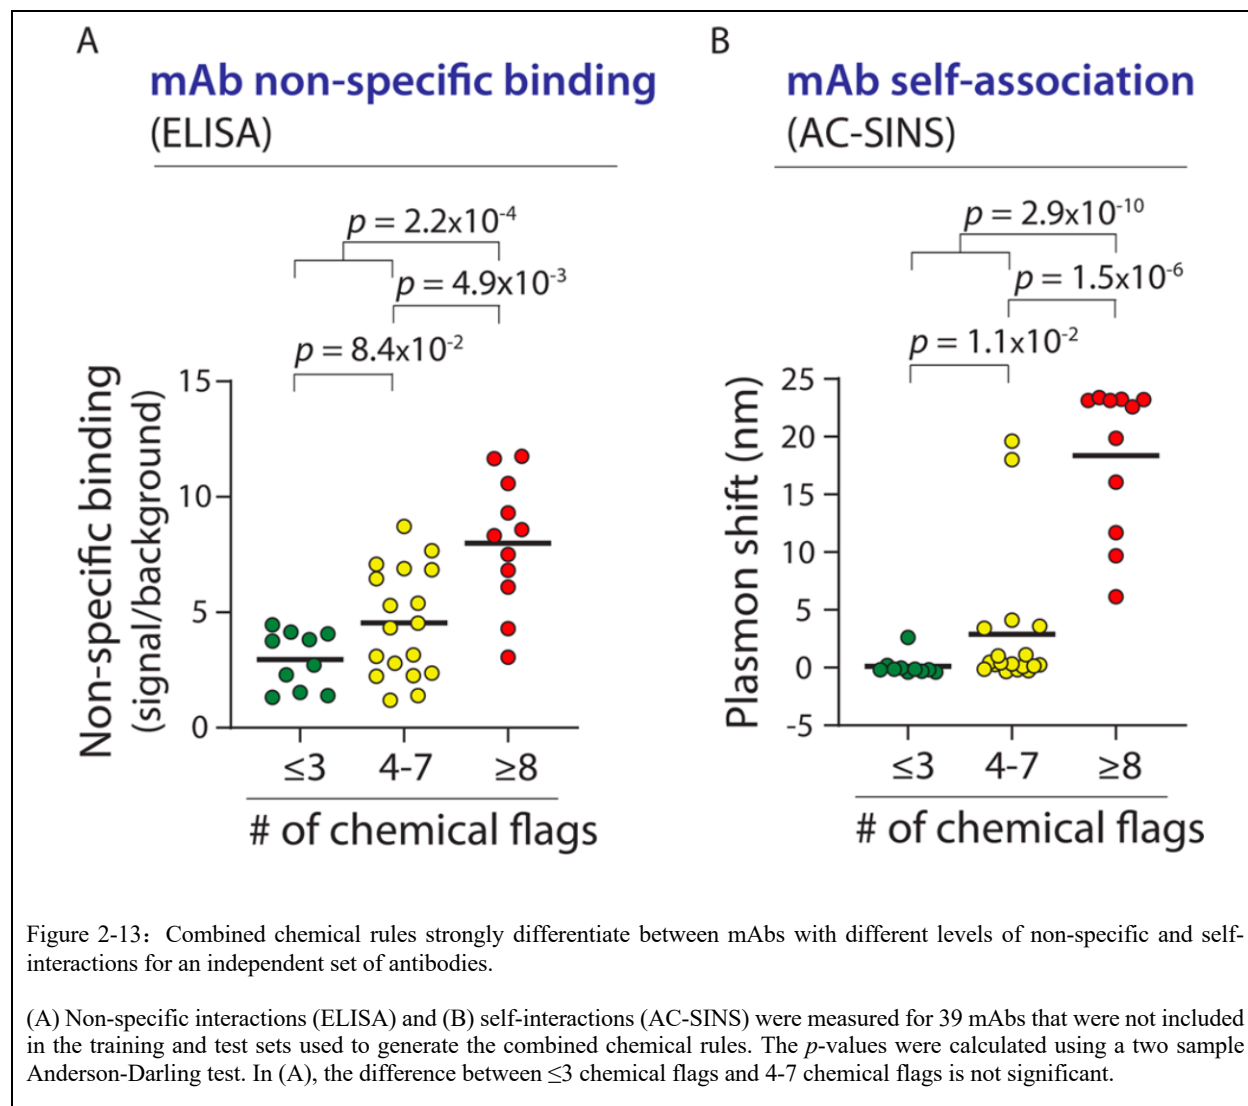 A
mAb non-specific binding
(ELISA)
p = 2.2x10-4
p = 4.9x10-3
p = 8.4x10-2
Non-specific binding
(signal/background)
15
10
5
0
≤3 4-7 ≥8
# of chemical flags
B
mAb self-association
(AC-SINS)
p = 2.9x10-10
p = 1.5x10-6
p = 1.1x10-2
Plasmon shift (nm)
25
20
15
10
5
0
-5
≤3 4-7 ≥8
# of chemical flags
Figure 2-13：Combined chemical rules strongly differentiate between mAbs with different levels of non-specific and self-
interactions for an independent set of antibodies.
(A) Non-specific interactions (ELISA) and (B) self-interactions (AC-SINS) were measured for 39 mAbs that were not included
in the training and test sets used to generate the combined chemical rules. The p-values were calculated using a two sample
Anderson-Darling test. In (A), the difference between ≤3 chemical flags and 4-7 chemical flags is not significant.